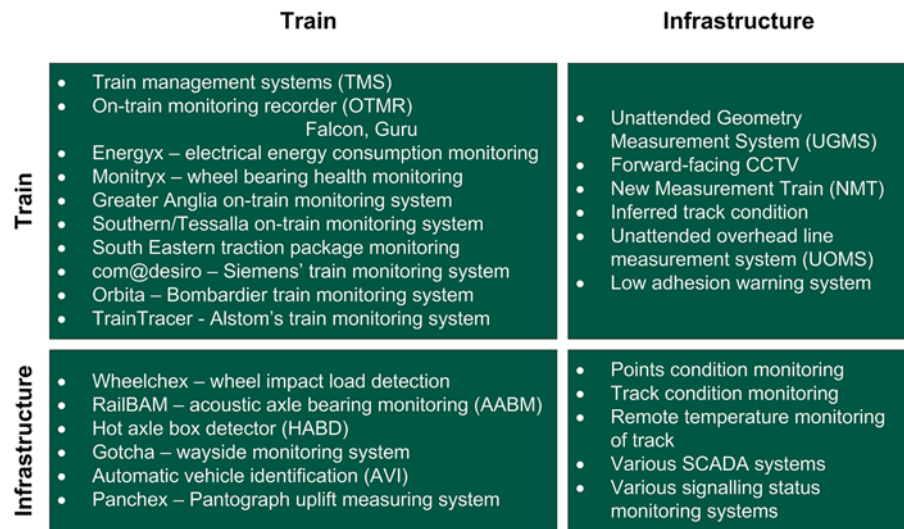 Train
Infrastructure
Train
• Train management systems (TMS)
• On-train monitoring recorder (OTMR)
Falcon, Guru
• Energyx – electrical energy consumption monitoring
• Monitryx – wheel bearing health monitoring
• Greater Anglia on-train monitoring system
• Southern/Tessalla on-train monitoring system
• South Eastern traction package monitoring
• com@desiro – Siemens' train monitoring system
• Orbita – Bombardier train monitoring system
• TrainTracer - Alstom's train monitoring system
• Unattended Geometry
Measurement System (UGMS)
• Forward-facing CCTV
• New Measurement Train (NMT)
• Inferred track condition
• Unattended overhead line
measurement system (UOMS)
• Low adhesion warning system
Infrastructure
• Wheelchex – wheel impact load detection
• RailBAM – acoustic axle bearing monitoring (AABM)
• Hot axle box detector (HABD)
• Gotcha – wayside monitoring system
• Automatic vehicle identification (AVI)
• Panchex – Pantograph uplift measuring system
• Points condition monitoring
• Track condition monitoring
• Remote temperature monitoring
of track
• Various SCADA systems
• Various signalling status
monitoring systems